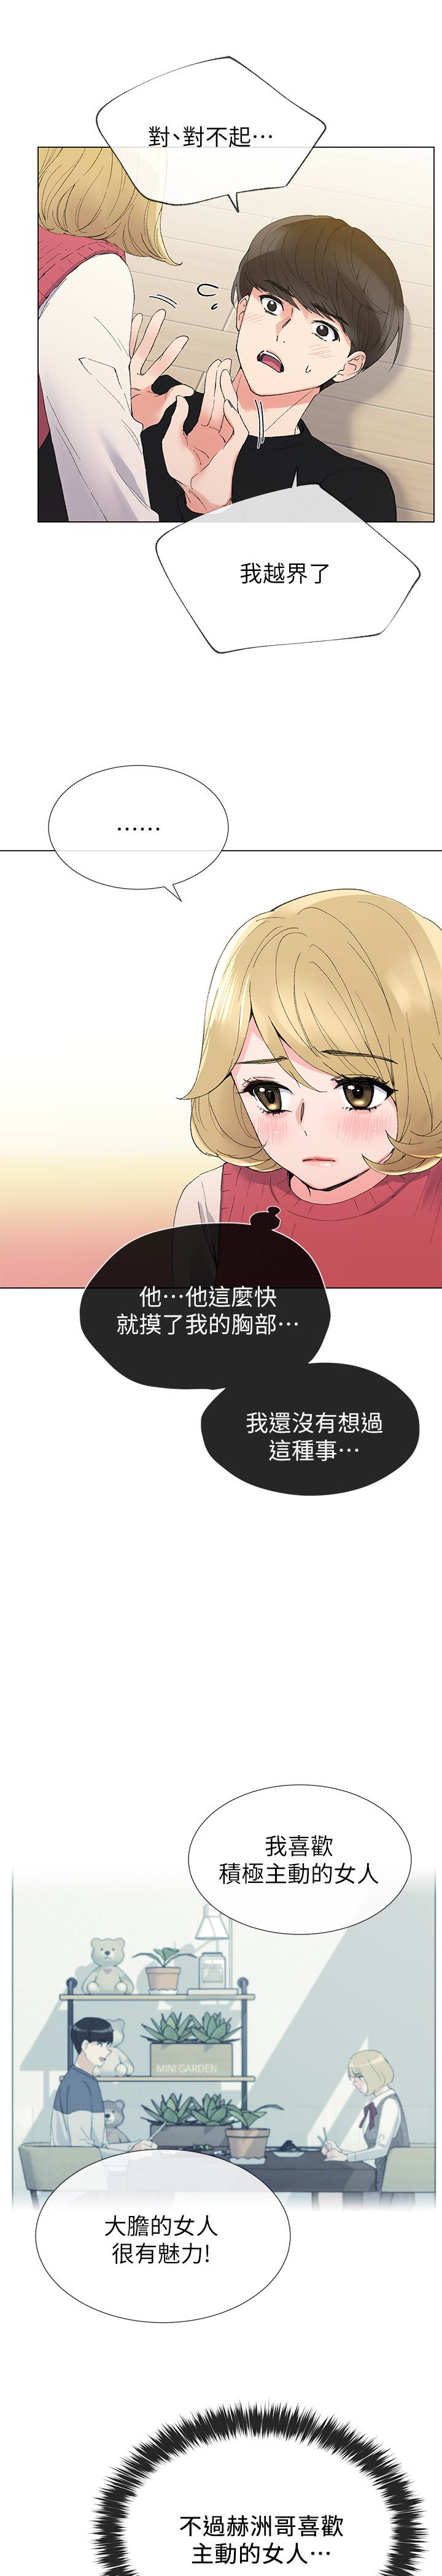 對、對不起⋯
我越界了
⋯⋯
他⋯他這麼快
就摸了我的胸部⋯
我還沒有想過
這種事⋯
我喜歡
積極主動的女人
MINI GARDEN
大膽的女人
很有魅力!
不過赫洲哥喜歡
主動的女人⋯